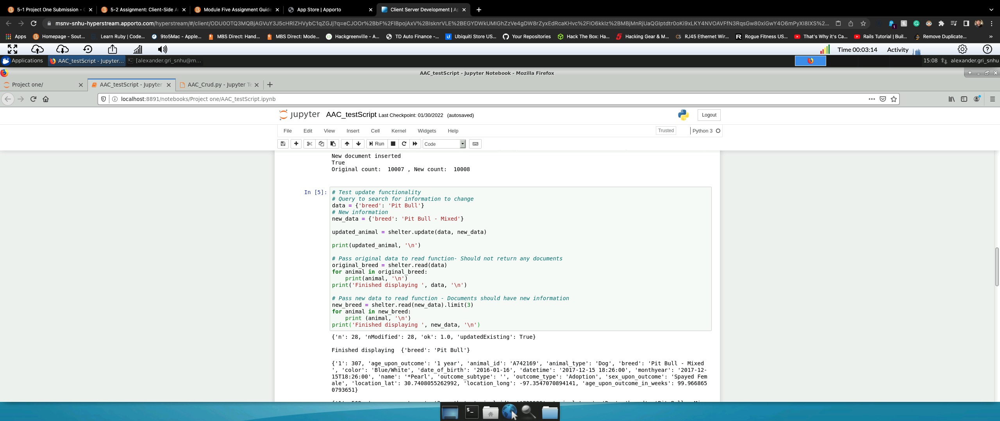 5-1 Project One Submission -
5-2 Assignment: Client-Side A
Module Five Assignment Guide
App Store | Apporto
Client Server Development | Ap
msnv-snhu-hyperstream.apporto.com/hyperstream/#/client/
Apps
Homepage - Sout...
Learn Ruby | Code...
9to5Mac - Apple...
MBS Direct: Hand...
MBS Direct: Mode...
Hackgreenville - A...
TD Auto Finance -...
Ubiquiti Store US...
Your Repositories
Hack The Box: Ha...
Hacking Gear & M...
CS RJ45 Ethernet Wir...
Rogue Fitness US...
That's Why it's Ca...
Rails Tutorial | Buil...
Remove Duplicate...
»
Time 00:03:14
Activity
Applications
AAC_testScript - Jupyter...
[alexander.gri_snhu@m...
15:08
alexander.gri_snhu
AAC_testScript - Jupyter Notebook - Mozilla Firefox
Project one/
AAC_testScript - Jupyter
AAC_Crud.py - Jupyter Te
localhost:8891/notebooks/Project one/AAC_testScript.ipynb
jupyter AAC_testScript Last Checkpoint: 01/30/2022 (autosaved)
Logout
File Edit View Insert Cell Kernel Widgets Help
Trusted
Python 3
Run
Code
New document inserted
True
Original count:  10007 , New count:  10008
In [5]:
# Test update functionality
# Query to search for information to change
data = {'breed': 'Pit Bull'}
# New information
new_data = {'breed': 'Pit Bull - Mixed'}
updated_animal = shelter.update(data, new_data)
print(updated_animal, '\n')
# Pass original data to read function- Should not return any documents
original_breed = shelter.read(data)
for animal in original_breed:
    print(animal, '\n')
print('Finished displaying ', data, '\n')
# Pass new data to read function - Documents should have new information
new_breed = shelter.read(new_data).limit(3)
for animal in new_breed:
    print (animal, '\n')
print('Finished displaying ', new_data, '\n')
{'n': 28, 'nModified': 28, 'ok': 1.0, 'updatedExisting': True}
Finished displaying  {'breed': 'Pit Bull'}
{'1': 307, 'age_upon_outcome': '1 year', 'animal_id': 'A742169', 'animal_type': 'Dog', 'breed': 'Pit Bull - Mixed
', 'color': 'Blue/White', 'date_of_birth': '2016-01-16', 'datetime': '2017-12-15 18:26:00', 'monthyear': '2017-12-
15T18:26:00', 'name': '*Pearl', 'outcome_subtype': '', 'outcome_type': 'Adoption', 'sex_upon_outcome': 'Spayed Fem
ale', 'location_lat': 30.7408055262992, 'location_long': -97.3547070894141, 'age_upon_outcome_in_weeks': 99.966865
0793651}